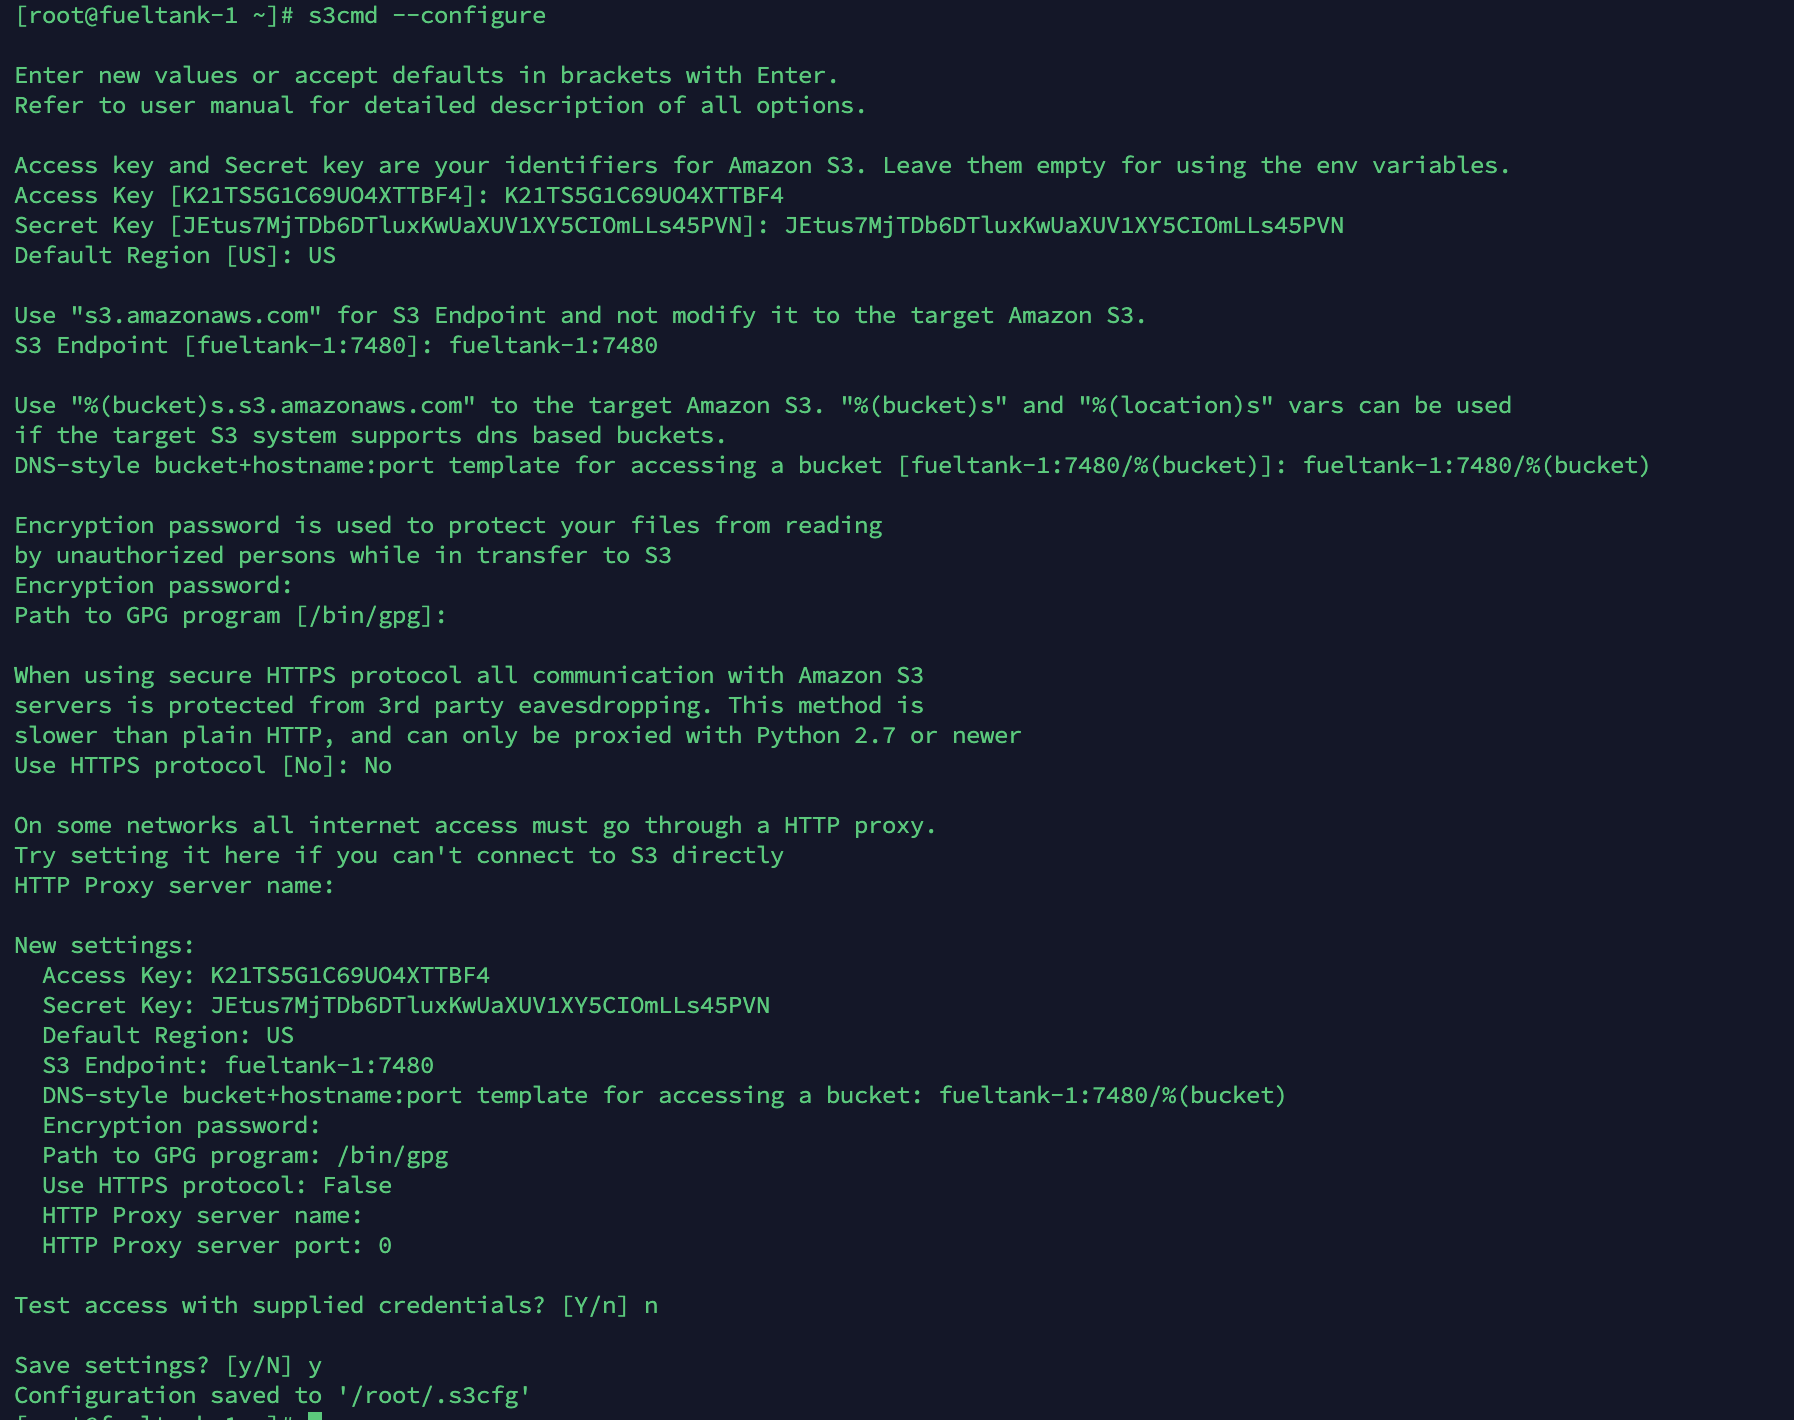 [root@fueltank-1 ~]# s3cmd --configure
Enter new values or accept defaults in brackets with Enter.
Refer to user manual for detailed description of all options.
Access key and Secret key are your identifiers for Amazon S3. Leave them empty for using the env variables.
Access Key [K21TS5G1C69UO4XTTBF4]: K21TS5G1C69UO4XTTBF4
Secret Key [JEtus7MjTDb6DTluxKwUaXUV1XY5CIOmLLs45PVN]: JEtus7MjTDb6DTluxKwUaXUV1XY5CIOmLLs45PVN
Default Region [US]: US
Use "s3.amazonaws.com" for S3 Endpoint and not modify it to the target Amazon S3.
S3 Endpoint [fueltank-1:7480]: fueltank-1:7480
Use "%(bucket)s.s3.amazonaws.com" to the target Amazon S3. "%(bucket)s" and "%(location)s" vars can be used
if the target S3 system supports dns based buckets.
DNS-style bucket+hostname:port template for accessing a bucket [fueltank-1:7480/%(bucket)]: fueltank-1:7480/%(bucket)
Encryption password is used to protect your files from reading
by unauthorized persons while in transfer to S3
Encryption password:
Path to GPG program [/bin/gpg]:
When using secure HTTPS protocol all communication with Amazon S3
servers is protected from 3rd party eavesdropping. This method is
slower than plain HTTP, and can only be proxied with Python 2.7 or newer
Use HTTPS protocol [No]: No
On some networks all internet access must go through a HTTP proxy.
Try setting it here if you can't connect to S3 directly
HTTP Proxy server name:
New settings:
Access Key: K21TS5G1C69UO4XTTBF4
Secret Key: JEtus7MjTDb6DTluxKwUaXUV1XY5CIOmLLs45PVN
Default Region: US
S3 Endpoint: fueltank-1:7480
DNS-style bucket+hostname:port template for accessing a bucket: fueltank-1:7480/%(bucket)
Encryption password:
Path to GPG program: /bin/gpg
Use HTTPS protocol: False
HTTP Proxy server name:
HTTP Proxy server port: 0
Test access with supplied credentials? [Y/n] n
Save settings? [y/N] y
Configuration saved to '/root/.s3cfg'